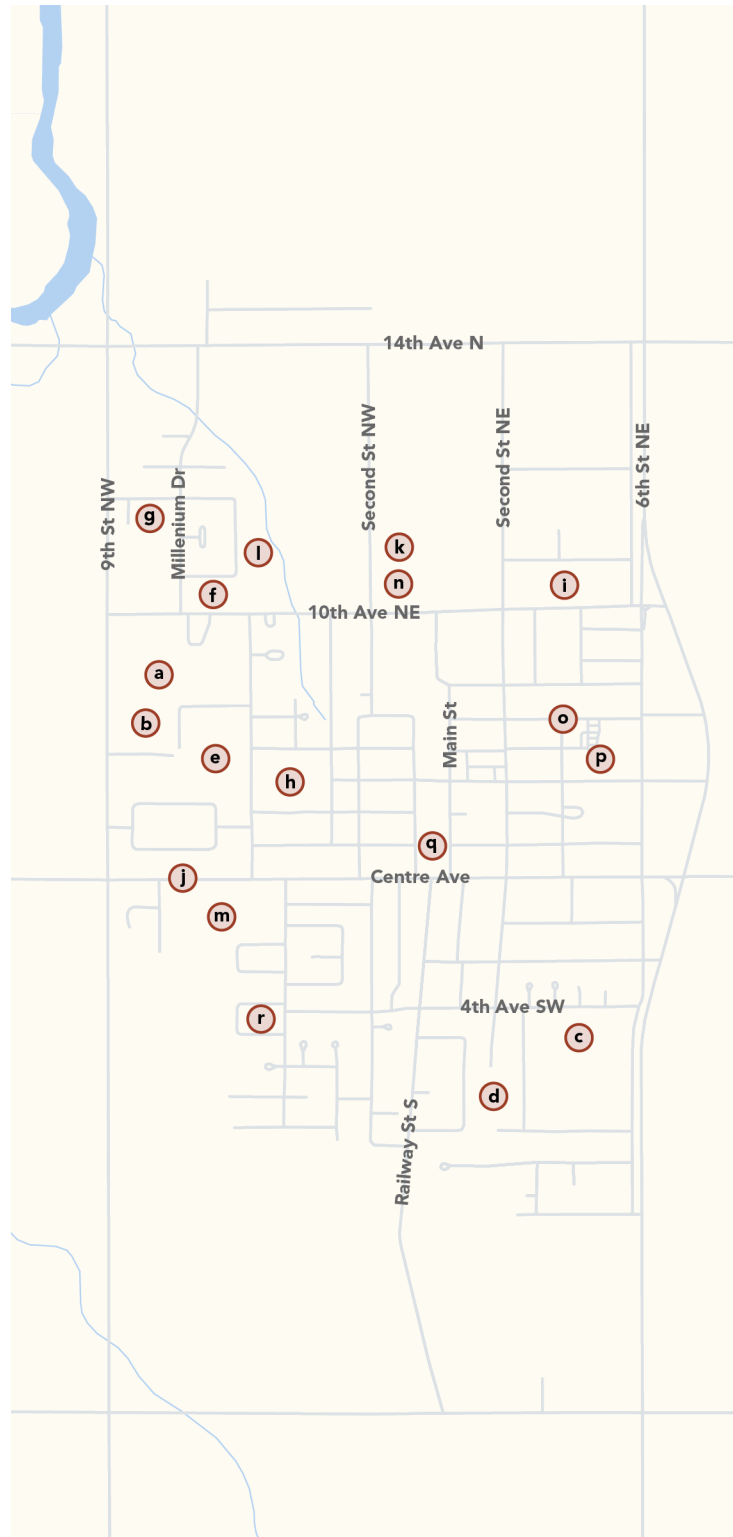 14th Ave N
Second St NW
Second St NE
6th St NE
9th St NW
Millenium Dr
g
k
l
n
i
f
10th Ave NE
a
b
o
Main St
e
p
h
q
j
Centre Ave
m
4th Ave SW
r
c
d
Railway St S